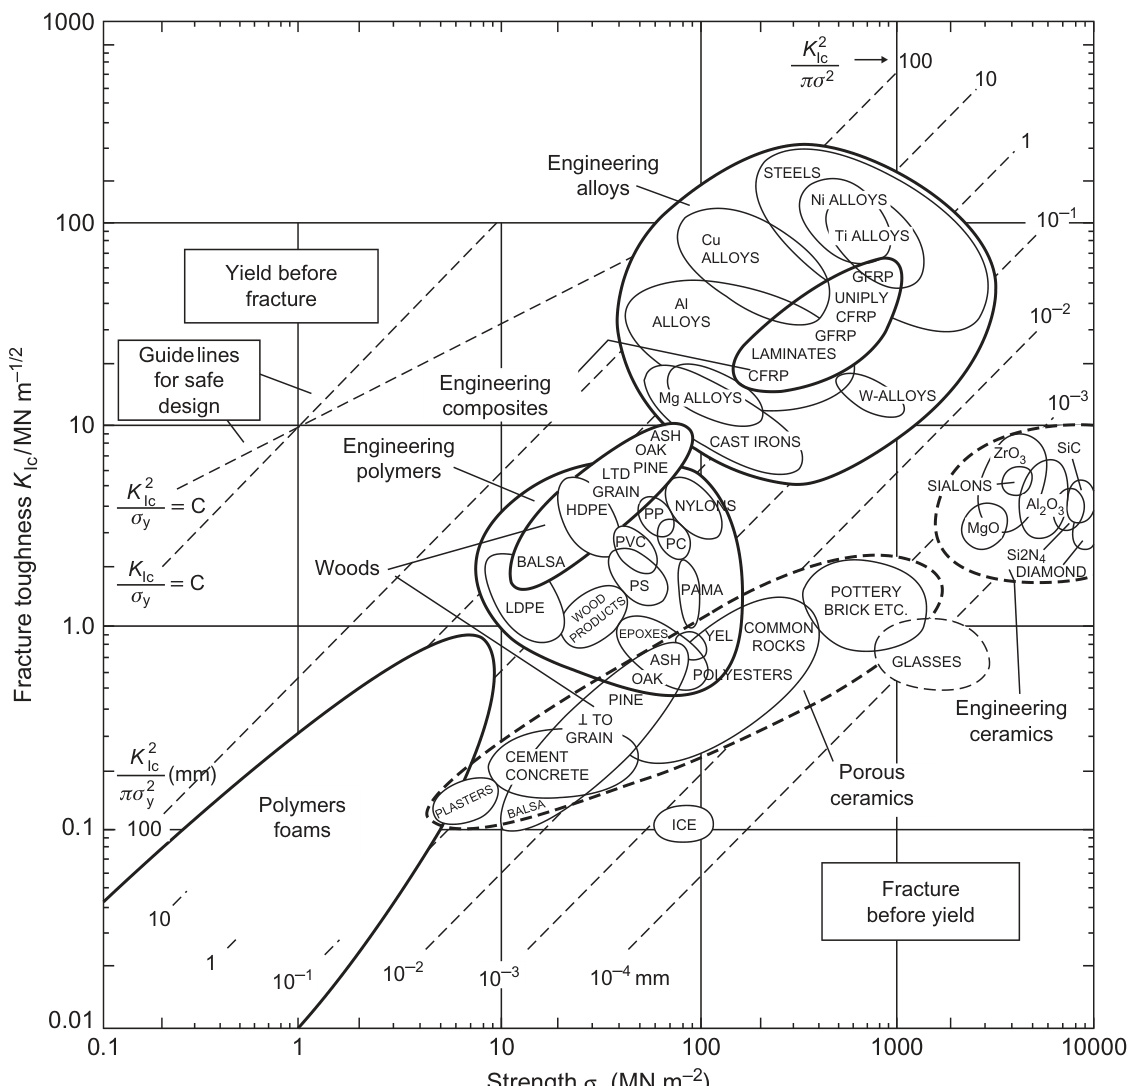 1000
100
10
1.0
0.1
0.01
0.1
1
10
100
1000
10000
Fracture toughness K_Ic/MN m^−1/2
Strength σ (MN m^−2)
K_Ic^2
πσ^2
→ 100
10
1
10^−1
10^−2
10^−3
Engineering
alloys
STEELS
Ni ALLOYS
Ti ALLOYS
Cu
ALLOYS
Al
ALLOYS
GFRP
UNIPLY
CFRP
GFRP
LAMINATES
CFRP
Mg ALLOYS
W-ALLOYS
CAST IRONS
Yield before
fracture
Guide lines
for safe
design
Engineering
composites
Engineering
polymers
K_Ic^2
σ_y
= C
K_Ic
σ_y
= C
ASH
OAK
PINE
LTD
GRAIN
HDPE
PP
NYLONS
PVC
PC
BALSA
Woods
PS
PAMA
LDPE
WOOD
PRODUCTS
EPOXES
YEL
ASH
OAK
POLYESTERS
PINE
⊥ TO
GRAIN
COMMON
ROCKS
POTTERY
BRICK ETC.
GLASSES
ZrO3
SiC
SIALONS
Al2O3
MgO
Si2N4
DIAMOND
Engineering
ceramics
CEMENT
CONCRETE
PLASTERS
BALSA
Porous
ceramics
ICE
Polymers
foams
K_Ic^2
πσ_y^2
(mm)
100
10
1
10^−1
10^−2
10^−3
10^−4 mm
Fracture
before yield